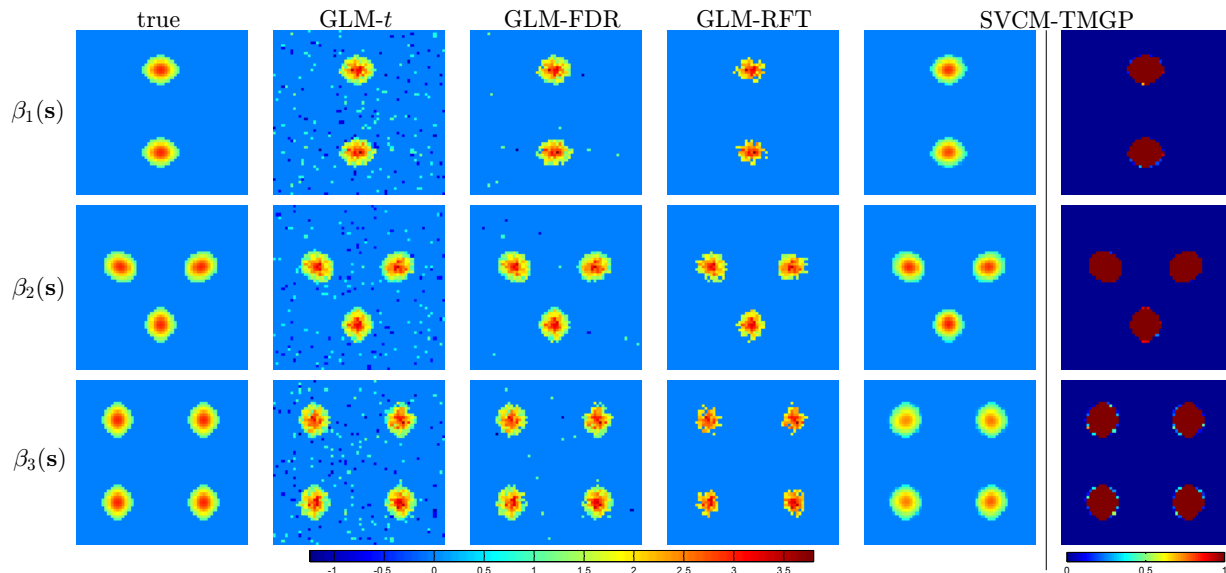 true GLM-t GLM-FDR GLM-RFT SVCM-TMGP
β₁(s)
β₂(s)
β₃(s)
-1 -0.5 0 0.5 1 1.5 2 2.5 3 3.5 0 0.5 1